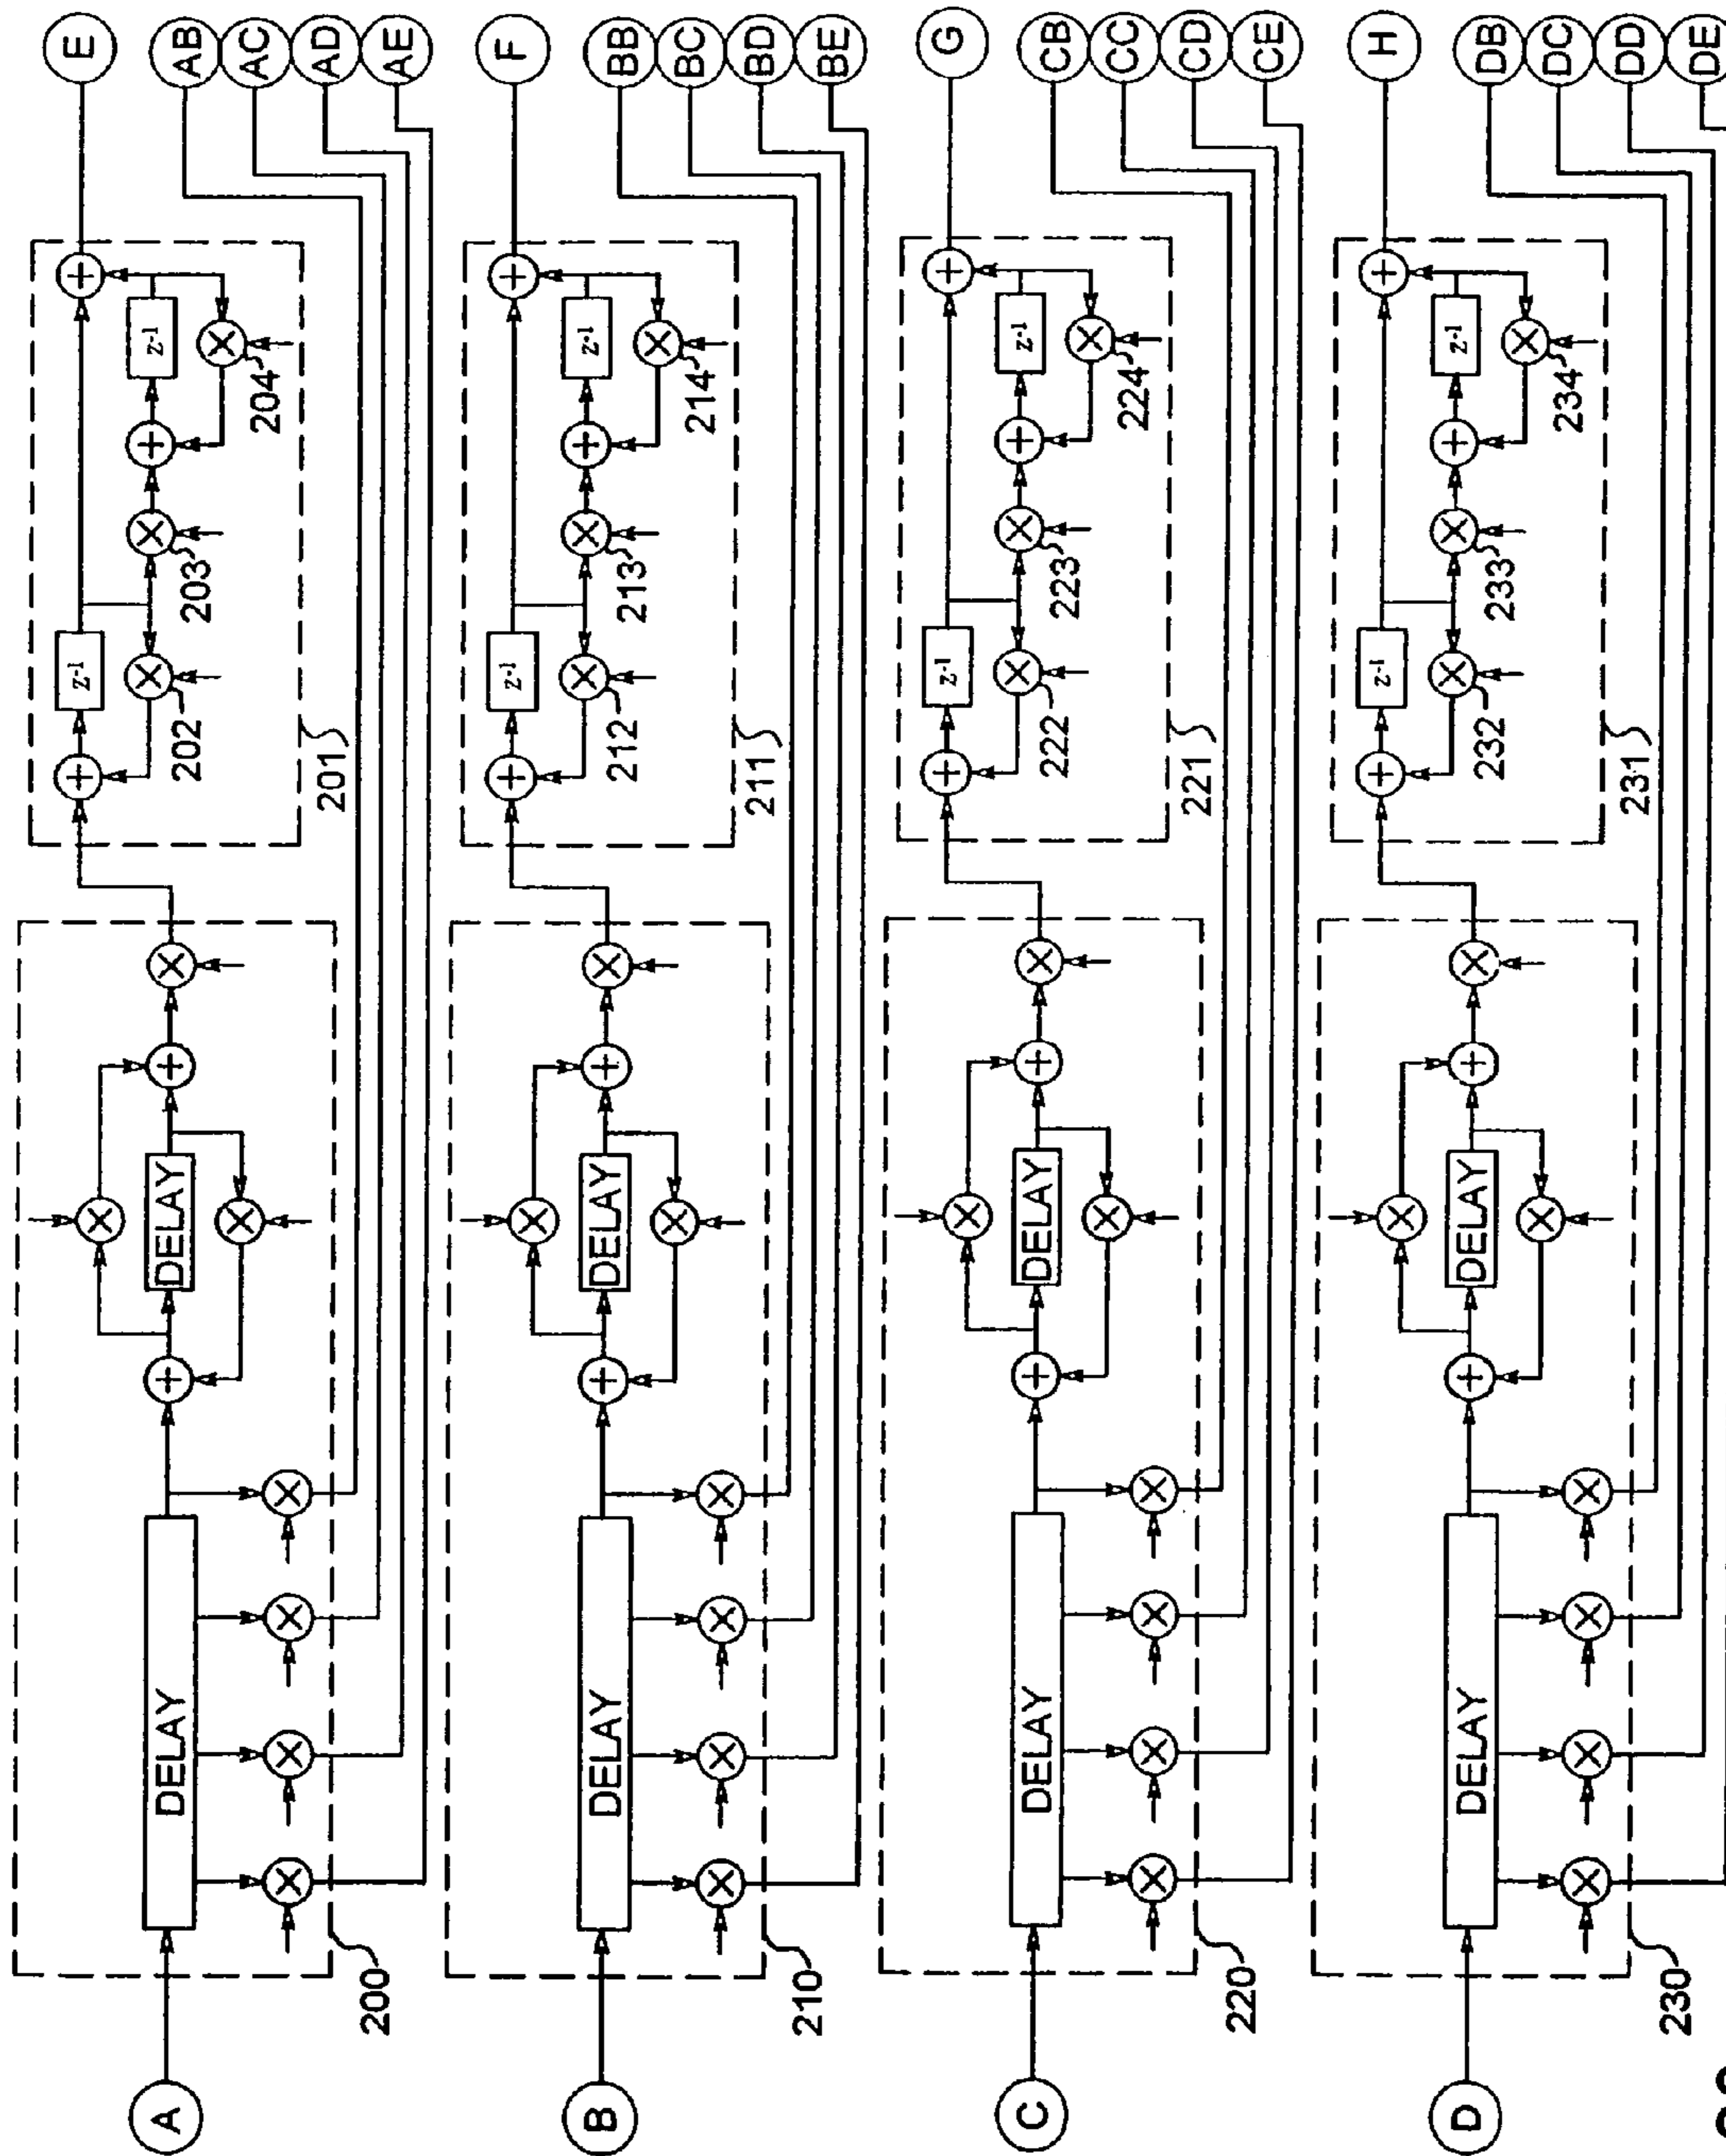 A
DELAY
DELAY
z-1
z-1
E
202
203
204
200
201
AB
AC
AD
AE
B
DELAY
DELAY
z-1
z-1
F
212
213
214
210
211
BB
BC
BD
BE
C
DELAY
DELAY
z-1
z-1
G
222
223
224
220
221
CB
CC
CD
CE
D
DELAY
DELAY
z-1
z-1
H
232
233
234
230
231
DB
DC
DD
DE